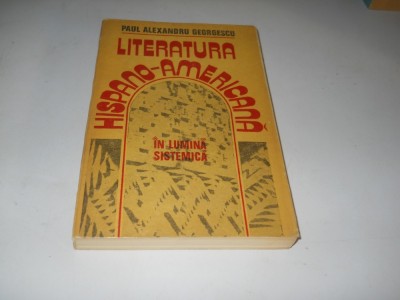 PAUL ALEXANDRU GEORGESCU
LITERATURA
HISPANO-AMERICANĂ
ÎN LUMINA
SISTEMICĂ